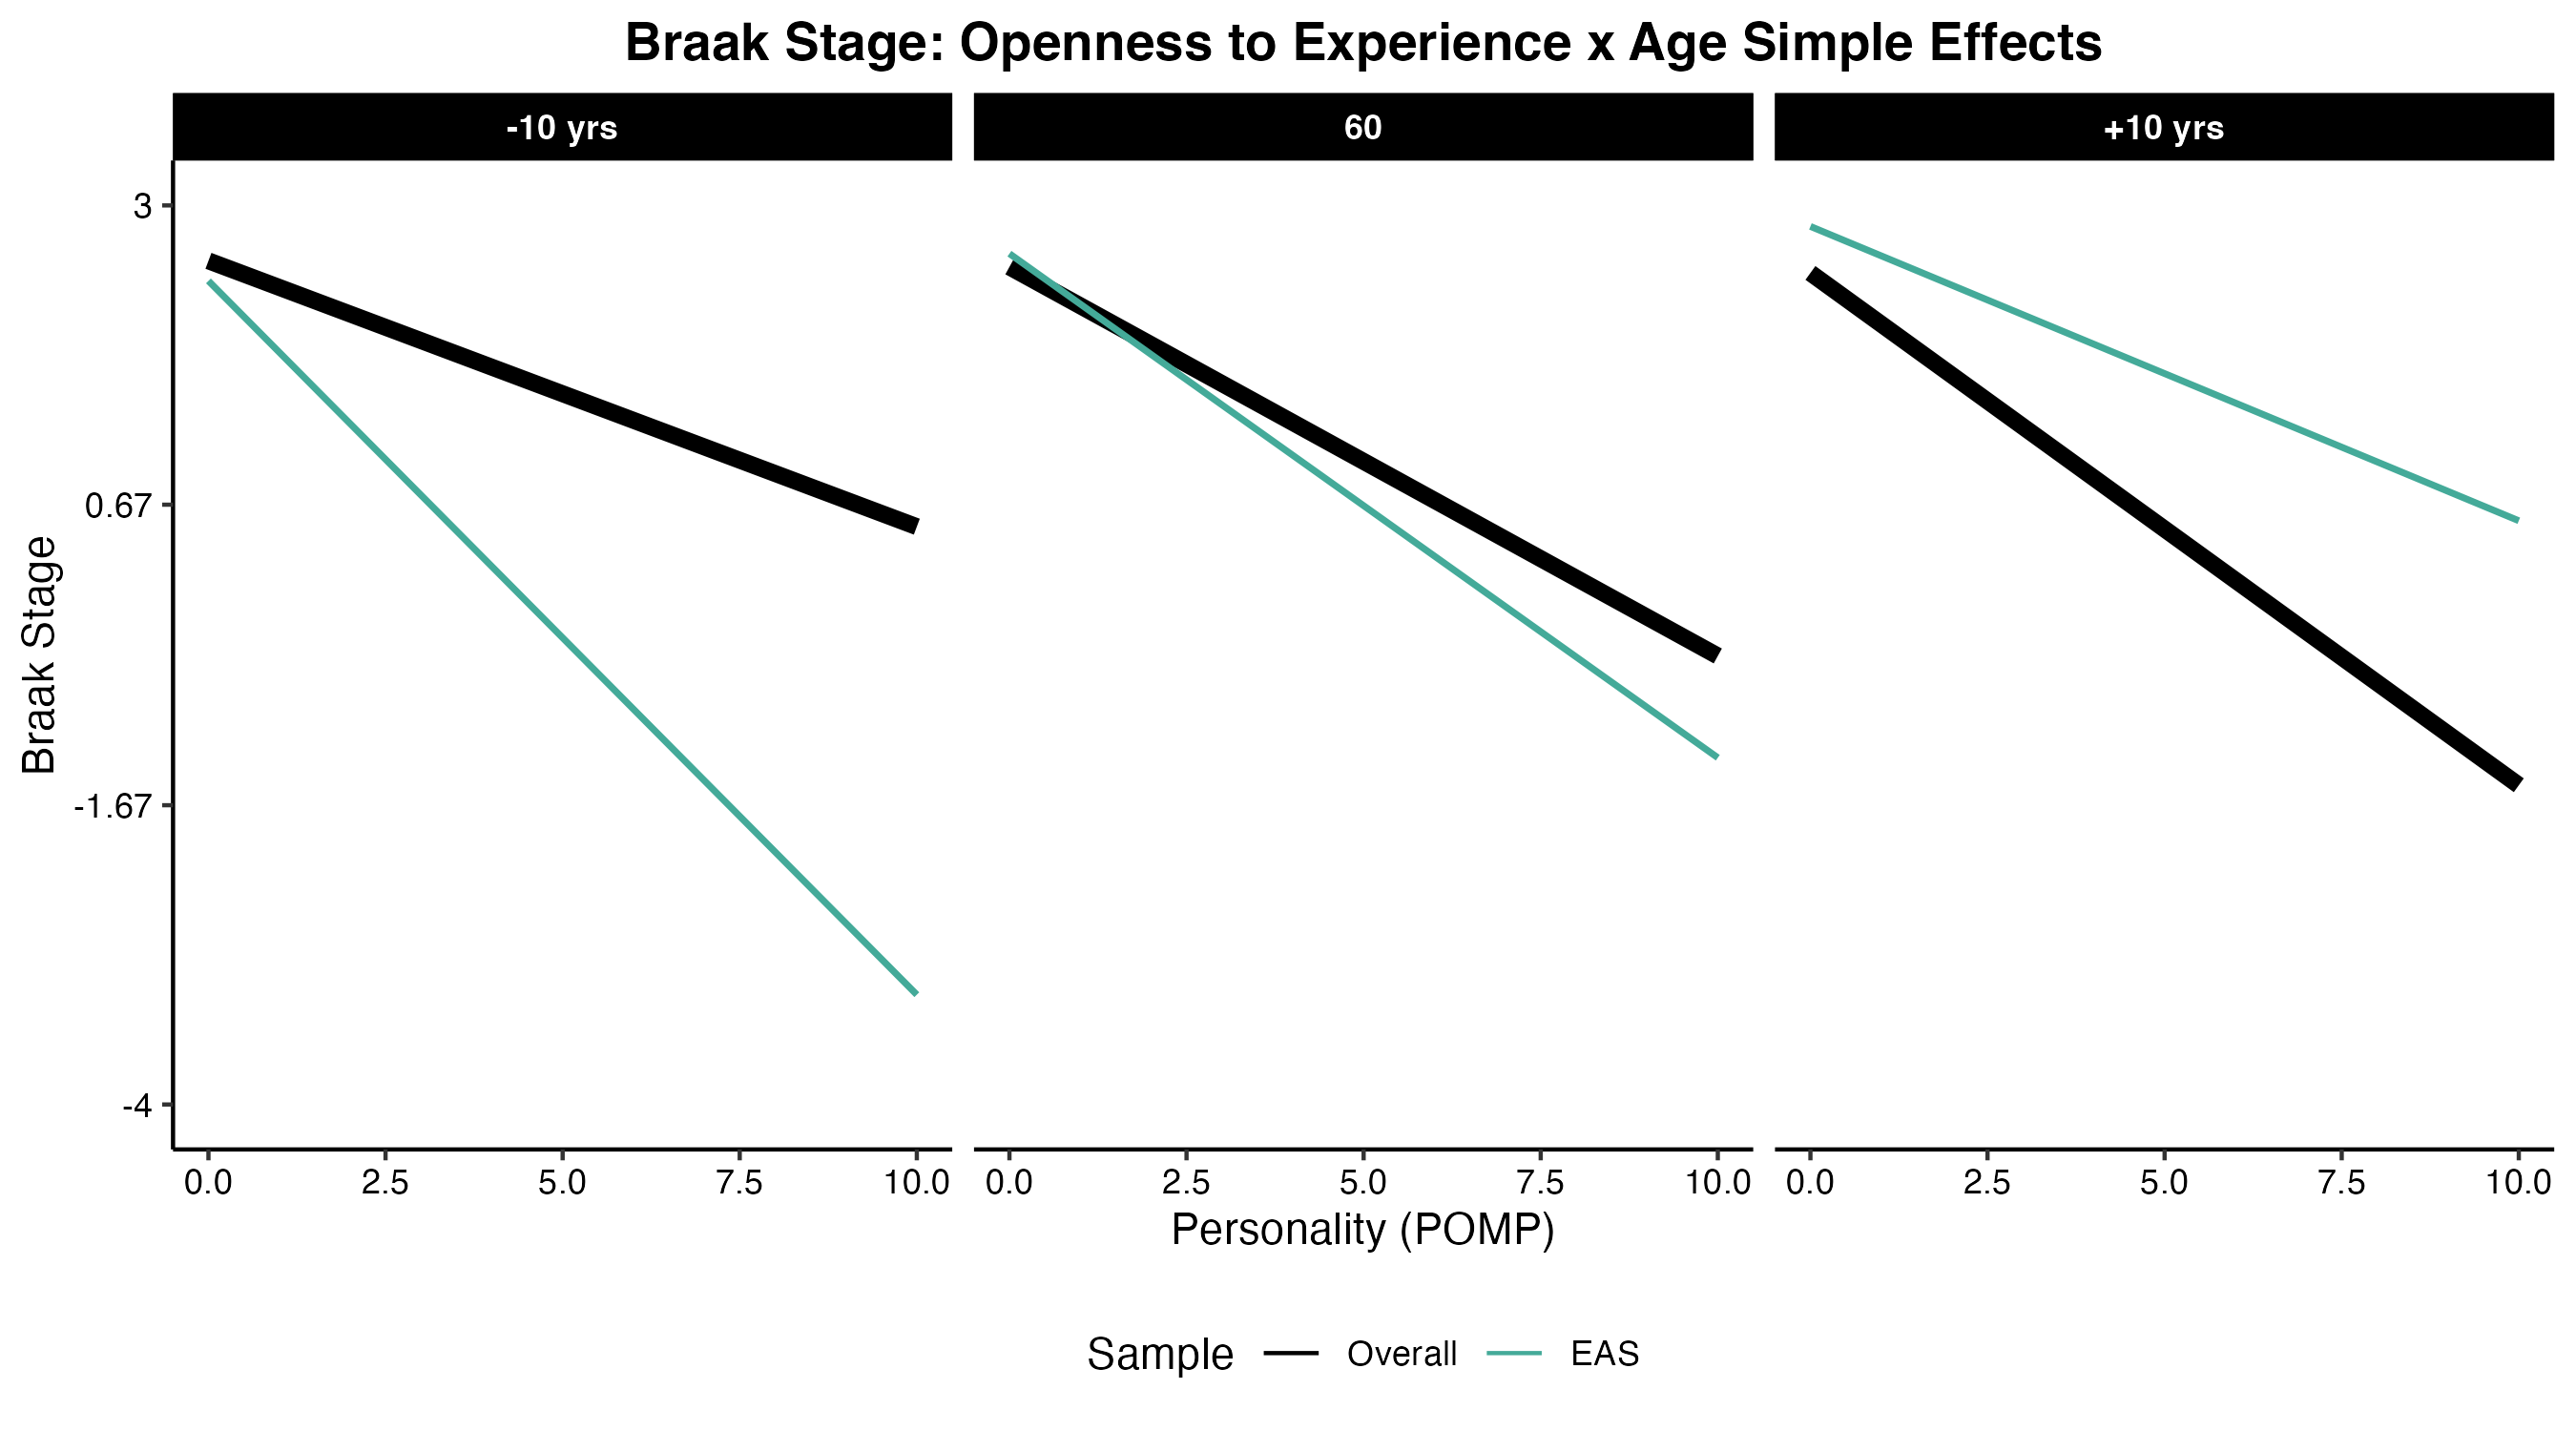 Braak Stage: Openness to Experience x Age Simple Effects
-10 yrs
60
+10 yrs
Braak Stage
3
0.67
-1.67
-4
0.0 2.5 5.0 7.5 10.0
0.0 2.5 5.0 7.5 10.0
0.0 2.5 5.0 7.5 10.0
Personality (POMP)
Sample Overall EAS